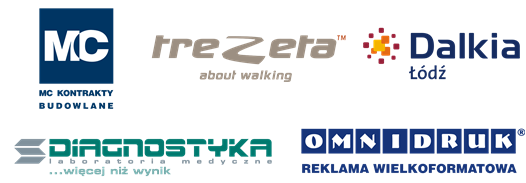 MC
MC KONTRAKTY
BUDOWLANE
treZeta™
about walking
Dalkia
Łódź
DIAGNOSTYKA
laboratoria medyczne
...więcej niż wynik
OMNIDRUK®
REKLAMA WIELKOFORMATOWA